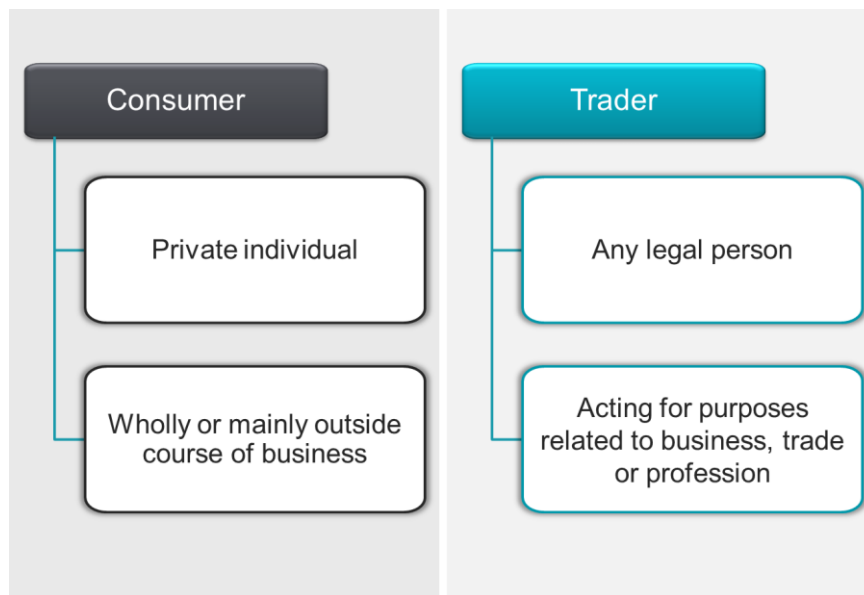 Consumer
Private individual
Wholly or mainly outside
course of business
Trader
Any legal person
Acting for purposes
related to business, trade
or profession